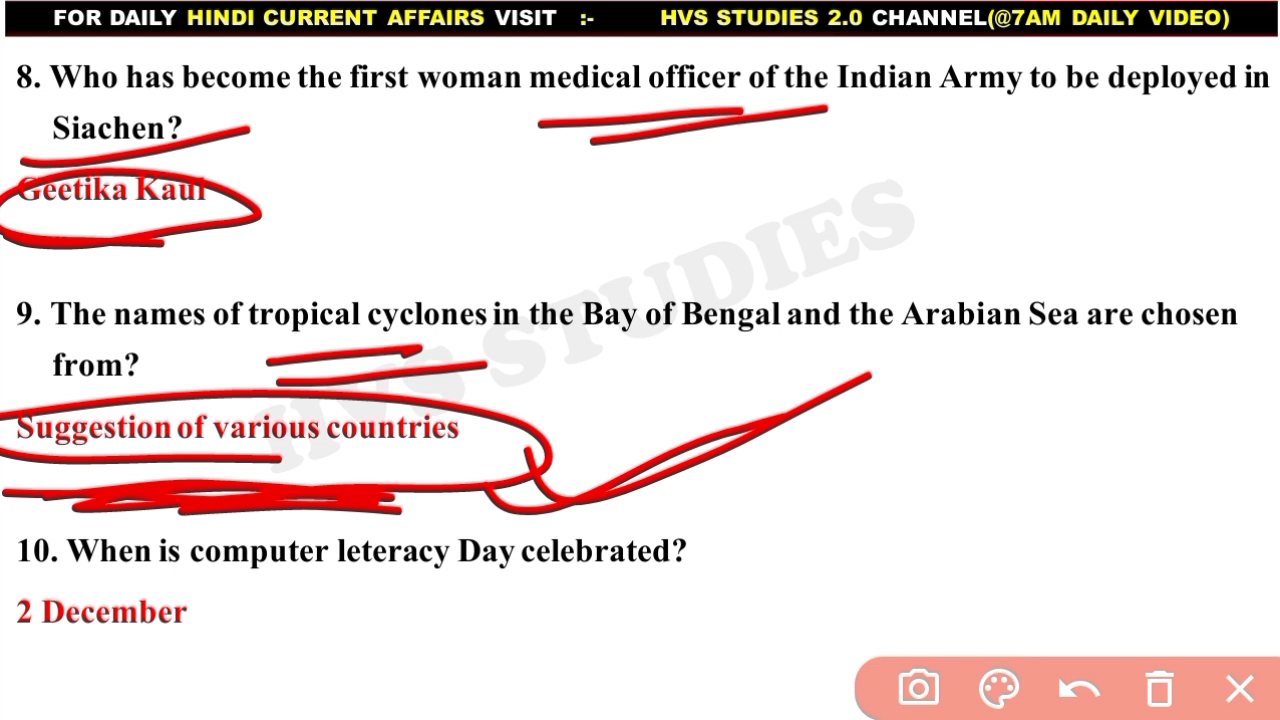 FOR DAILY HINDI CURRENT AFFAIRS VISIT :- HVS STUDIES 2.0 CHANNEL(@7AM DAILY VIDEO)
8. Who has become the first woman medical officer of the Indian Army to be deployed in
Siachen?
Geetika Kaul
HVS STUDIES
9. The names of tropical cyclones in the Bay of Bengal and the Arabian Sea are chosen
from?
Suggestion of various countries
10. When is computer leteracy Day celebrated?
2 December